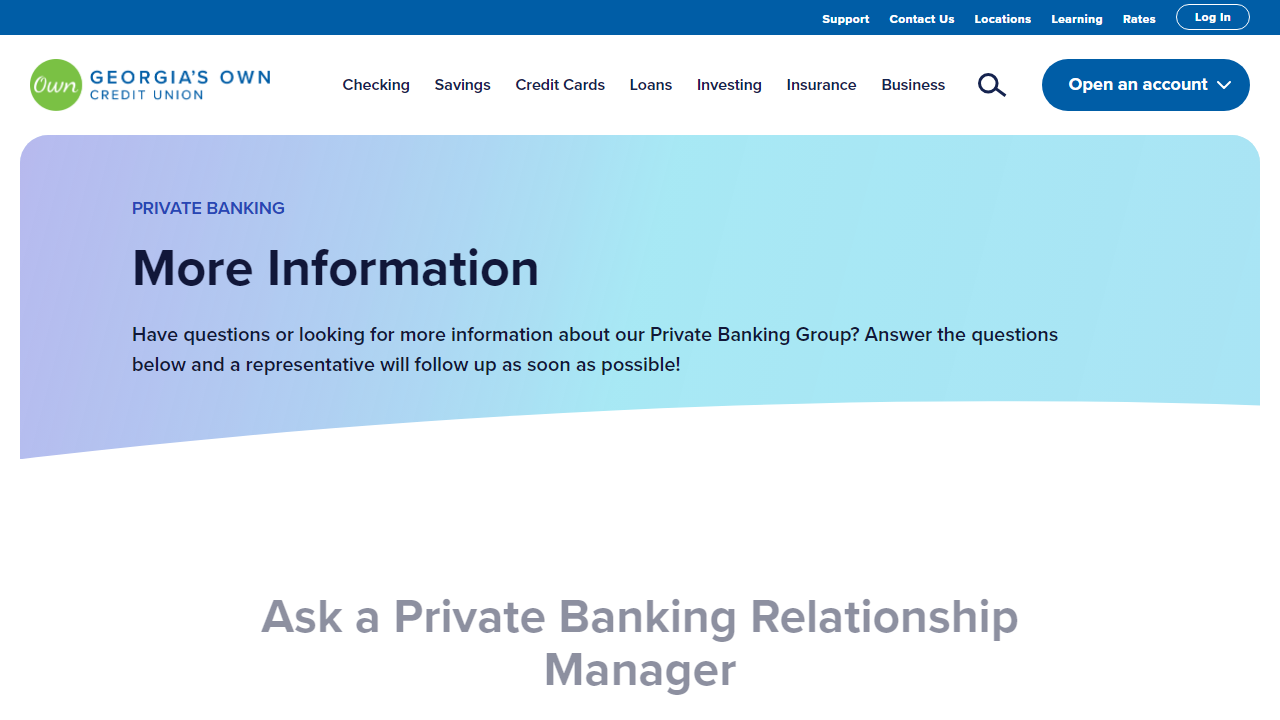 Support Contact Us Locations Learning Rates Log In
Own GEORGIA'S OWN
CREDIT UNION
Checking Savings Credit Cards Loans Investing Insurance Business Open an account
PRIVATE BANKING
More Information
Have questions or looking for more information about our Private Banking Group? Answer the questions
below and a representative will follow up as soon as possible!
Ask a Private Banking Relationship
Manager